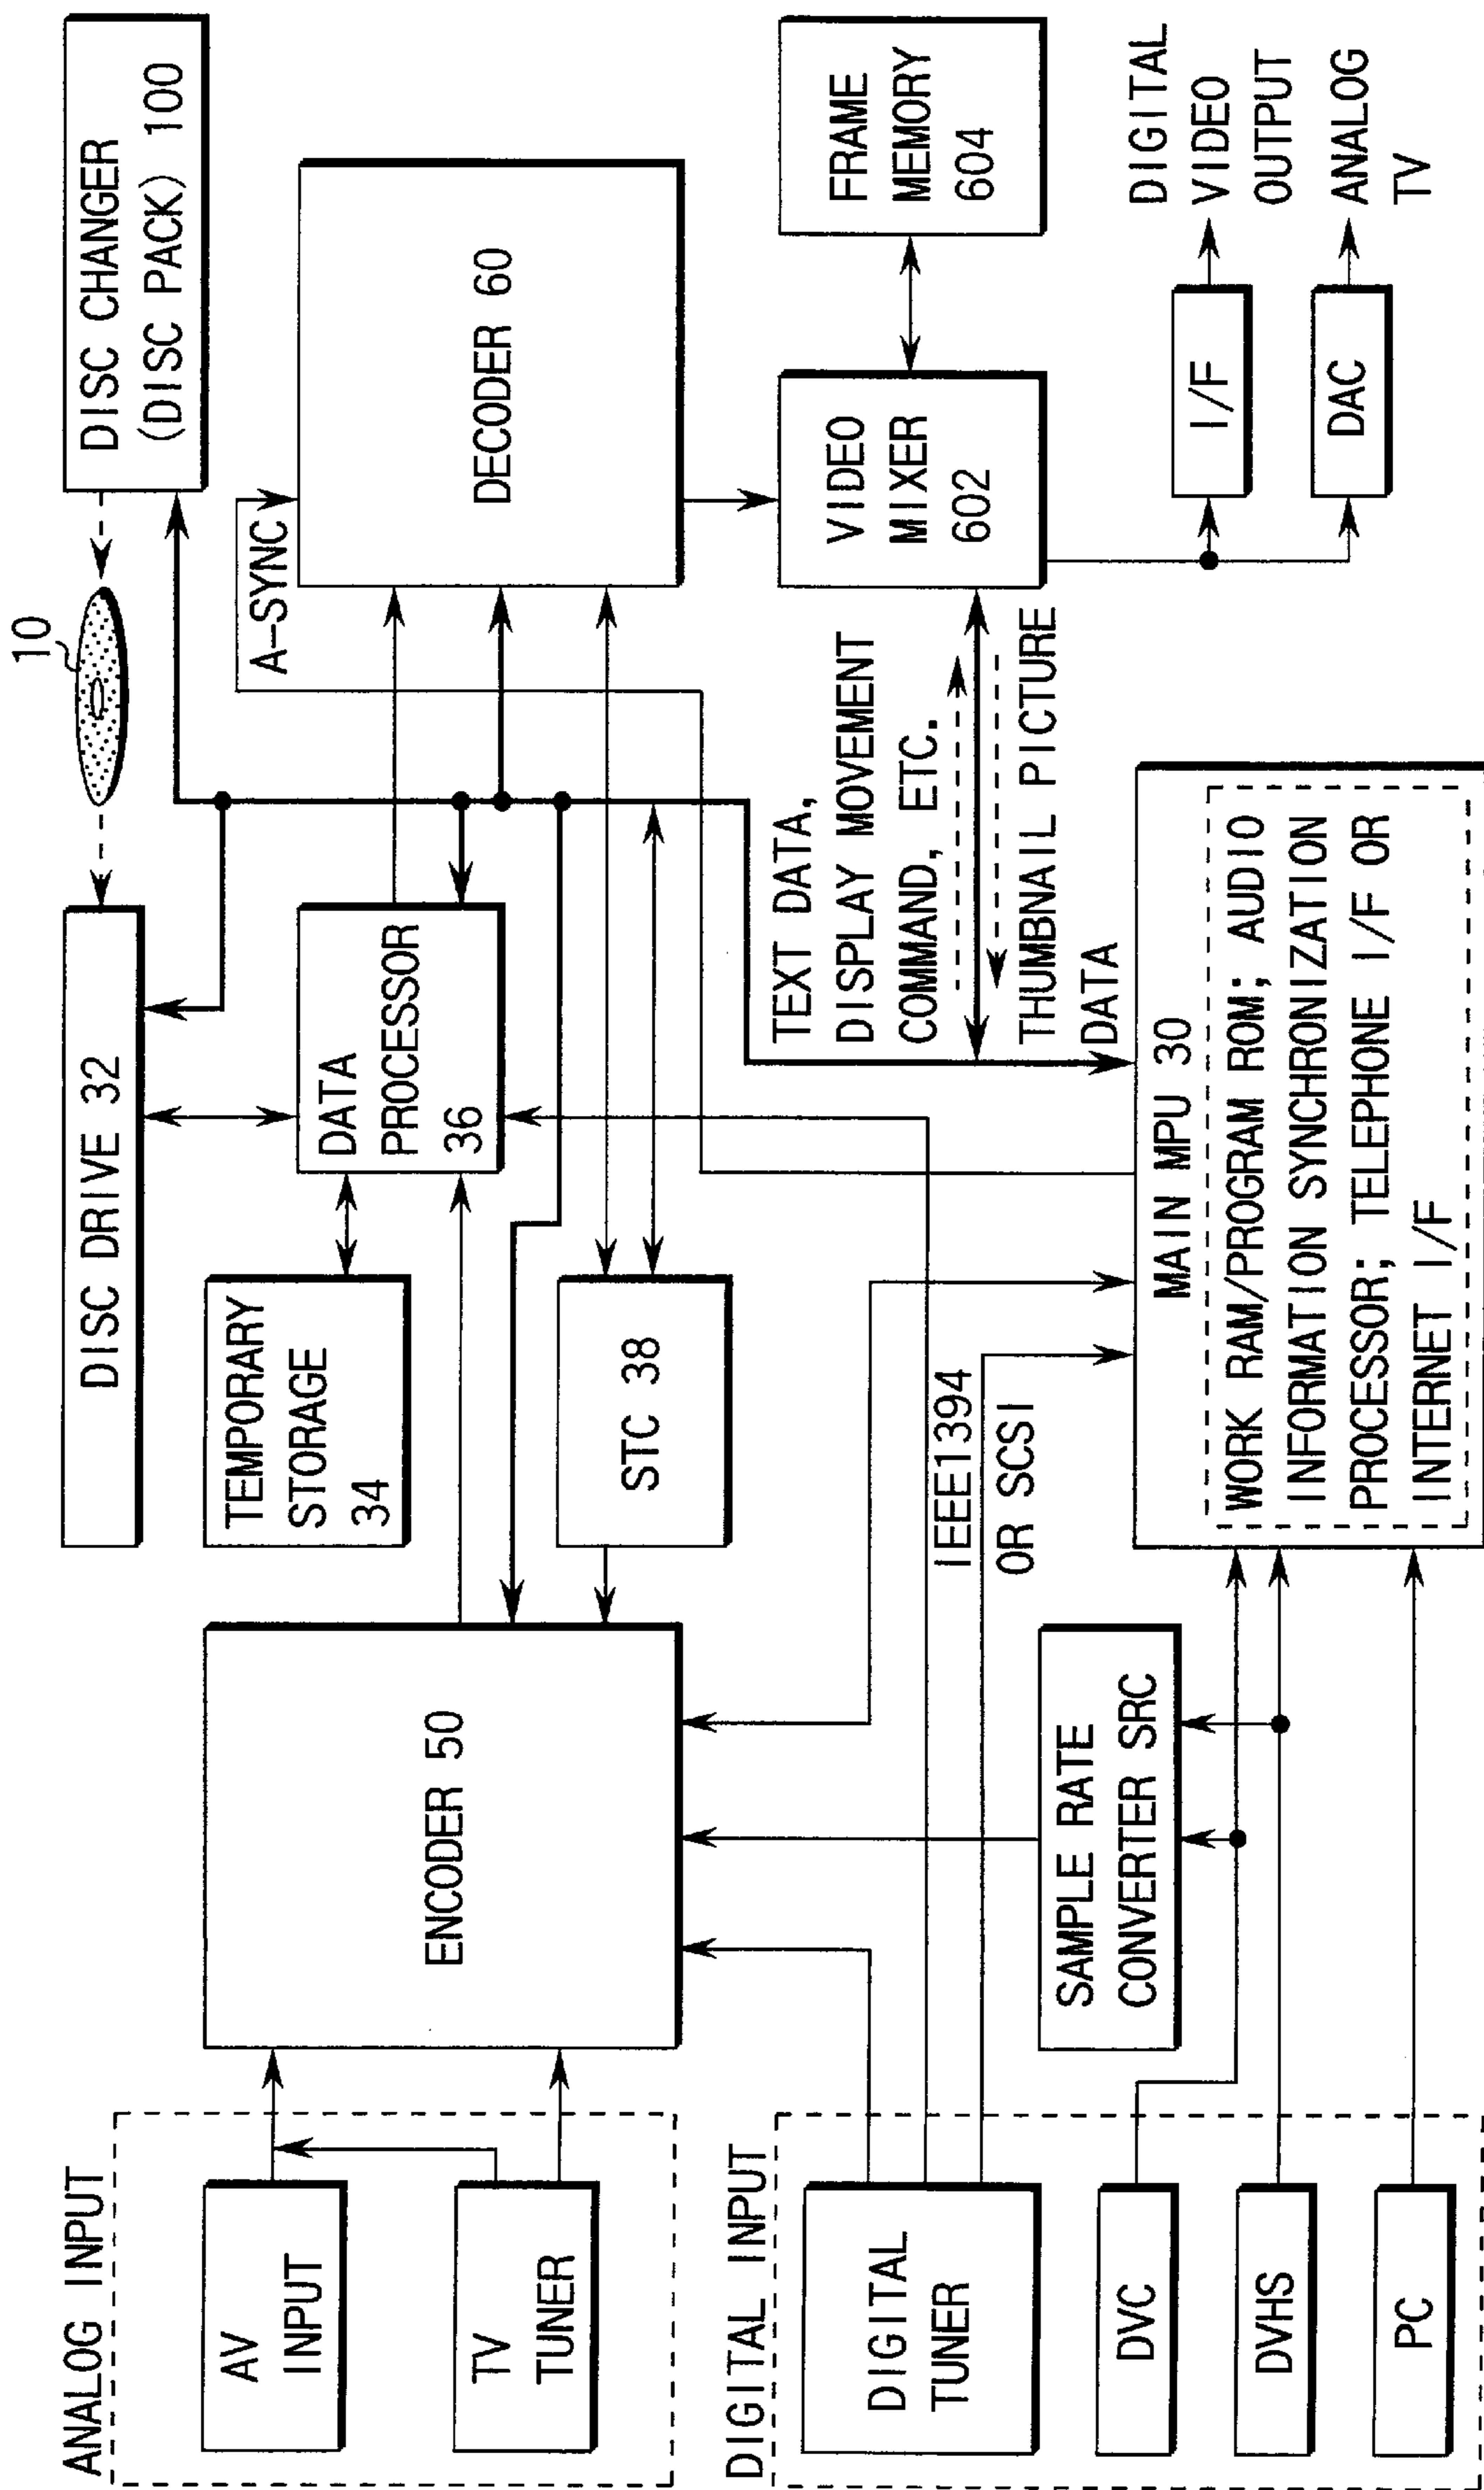 ANALOG INPUT
AV
INPUT
TV
TUNER
DIGITAL INPUT
DIGITAL
TUNER
DVC
DVHS
PC
ENCODER 50
SAMPLE RATE
CONVERTER SRC
IEEE1394
OR SCSI
DISC DRIVE 32
TEMPORARY
STORAGE
34
STC 38
DATA
PROCESSOR
36
10
DISC CHANGER
(DISC PACK) 100
A-SYNC
DECODER 60
TEXT DATA,
DISPLAY MOVEMENT
COMMAND, ETC.
THUMBNAIL PICTURE
DATA
VIDEO
MIXER
602
FRAME
MEMORY
604
MAIN MPU 30
WORK RAM/PROGRAM ROM; AUDIO
INFORMATION SYNCHRONIZATION
PROCESSOR; TELEPHONE I/F OR
INTERNET I/F
I/F
DAC
DIGITAL
VIDEO
OUTPUT
ANALOG
TV